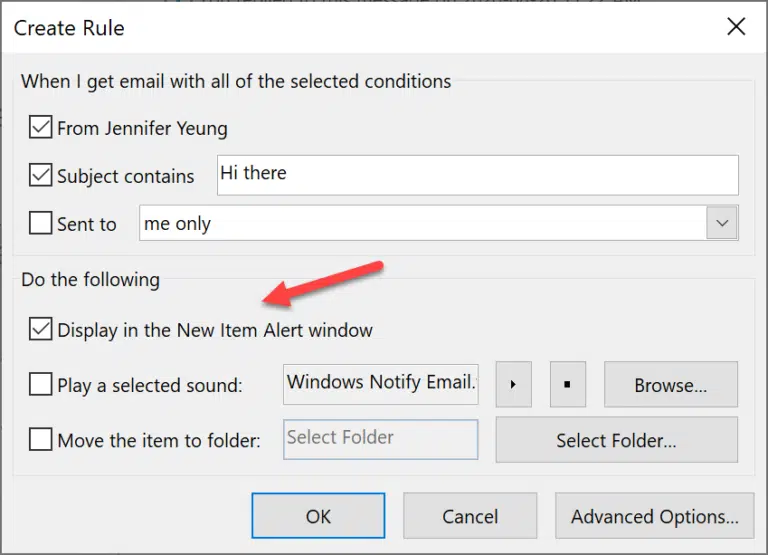 Create Rule
When I get email with all of the selected conditions
From Jennifer Yeung
Subject contains Hi there
Sent to me only
Do the following
Display in the New Item Alert window
Play a selected sound: Windows Notify Email. Browse...
Move the item to folder: Select Folder Select Folder...
OK Cancel Advanced Options...